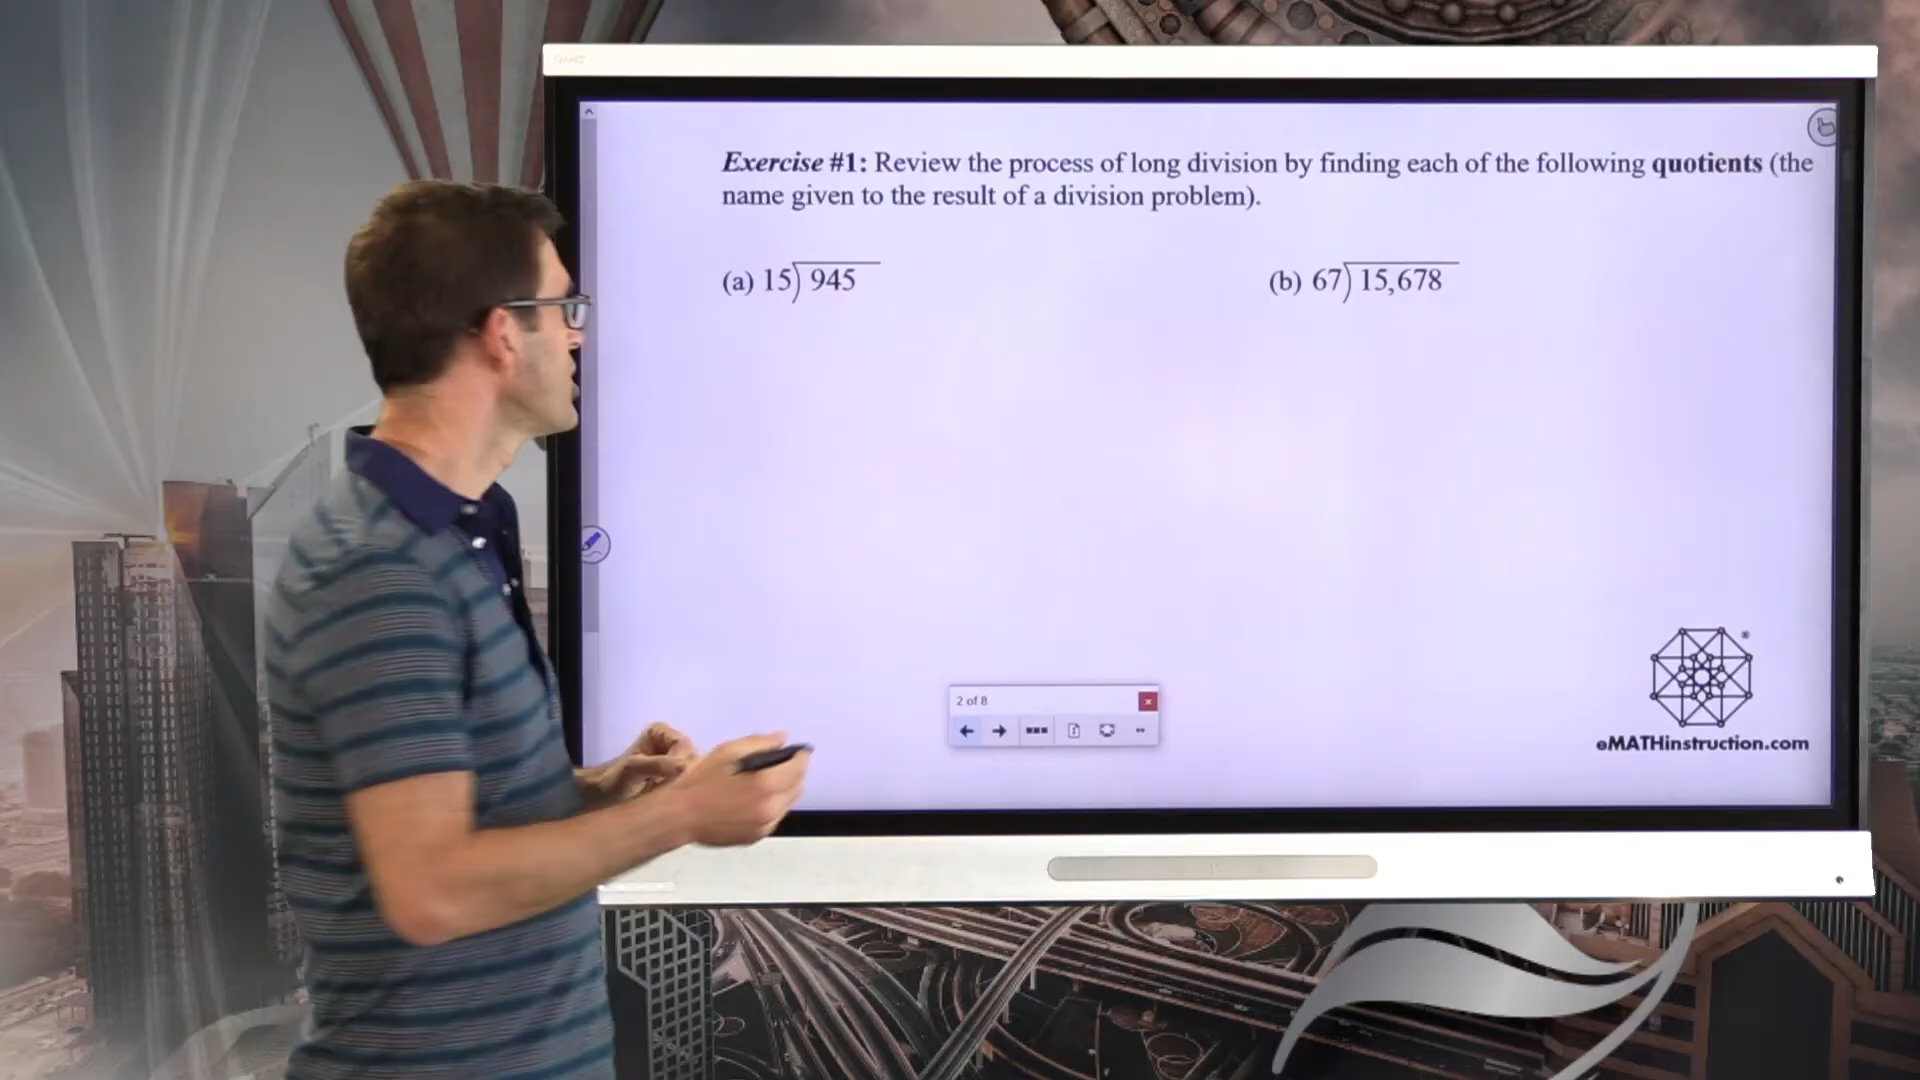 SMART
Exercise #1: Review the process of long division by finding each of the following quotients (the
name given to the result of a division problem).
(a) 15) 945
(b) 67) 15,678
2 of 8
®
eMATHinstruction.com